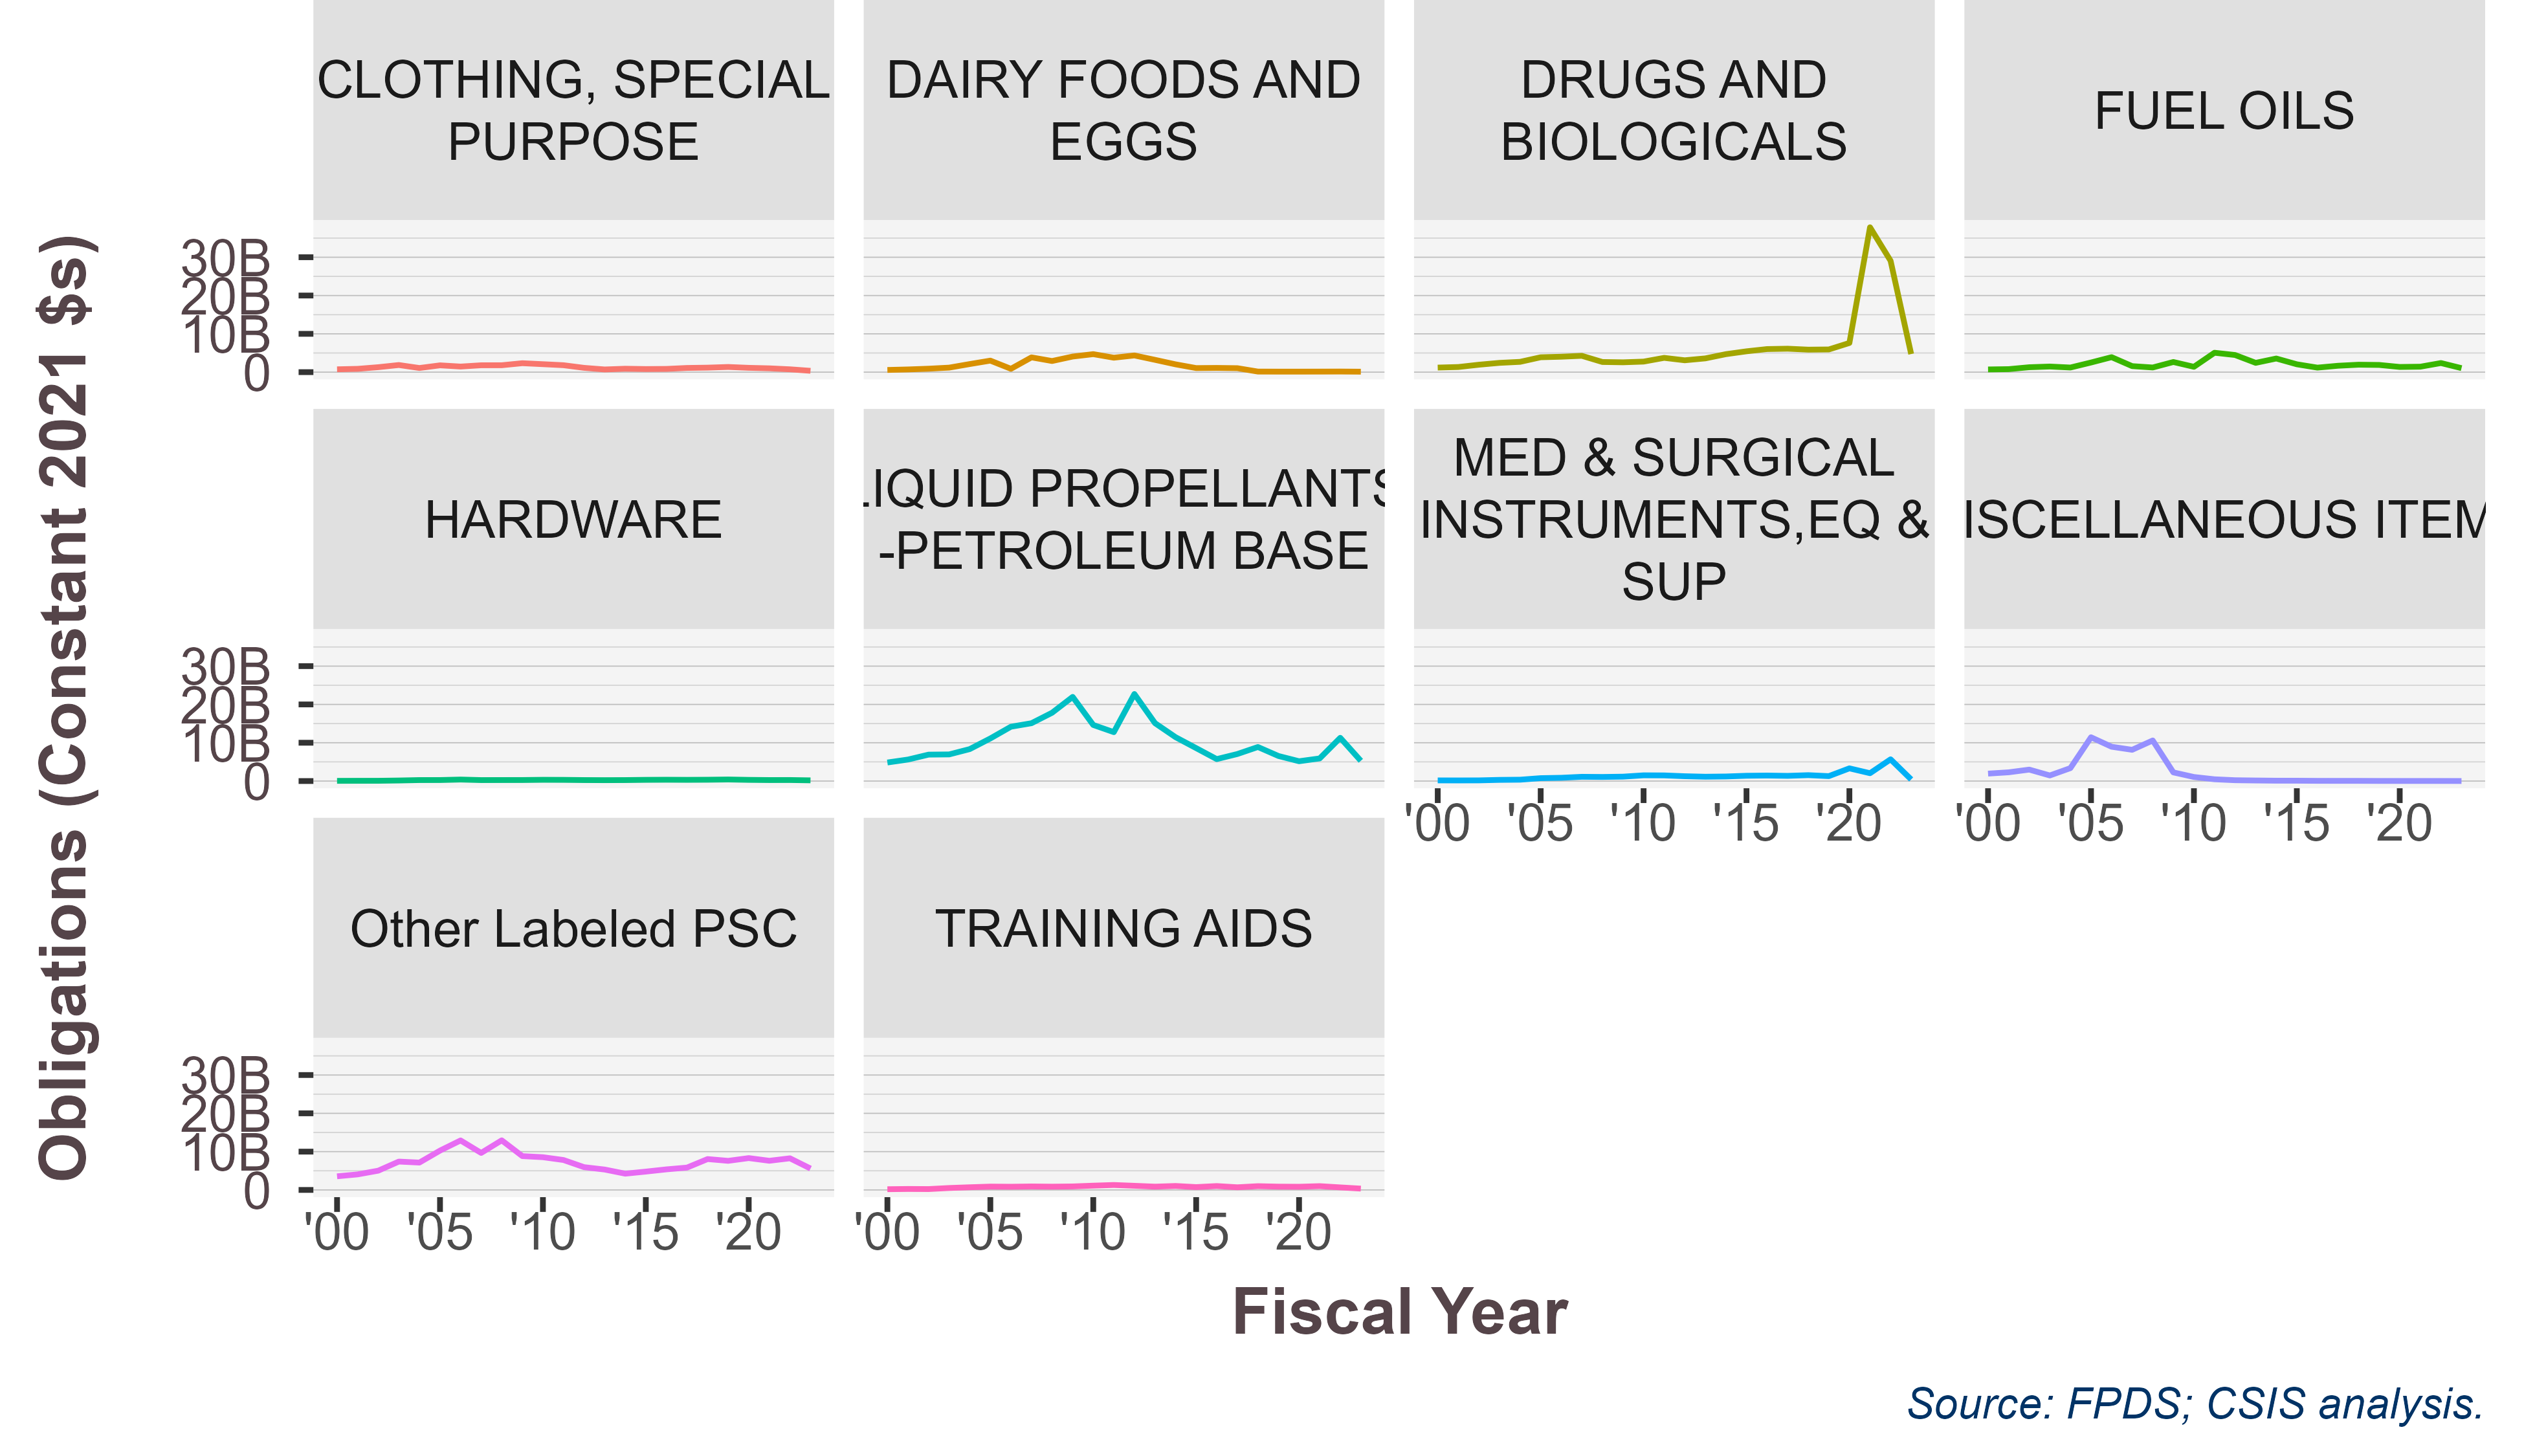 CLOTHING, SPECIAL
PURPOSE
DAIRY FOODS AND
EGGS
DRUGS AND
BIOLOGICALS
FUEL OILS
30B
20B
10B
0
HARDWARE
LIQUID PROPELLANTS
-PETROLEUM BASE
MED & SURGICAL
INSTRUMENTS,EQ &
SUP
ISCELLANEOUS ITEM
30B
20B
10B
0
'00 '05 '10 '15 '20
'00 '05 '10 '15 '20
Other Labeled PSC
TRAINING AIDS
30B
20B
10B
0
'00 '05 '10 '15 '20
'00 '05 '10 '15 '20
Obligations (Constant 2021 $s)
Fiscal Year
Source: FPDS; CSIS analysis.